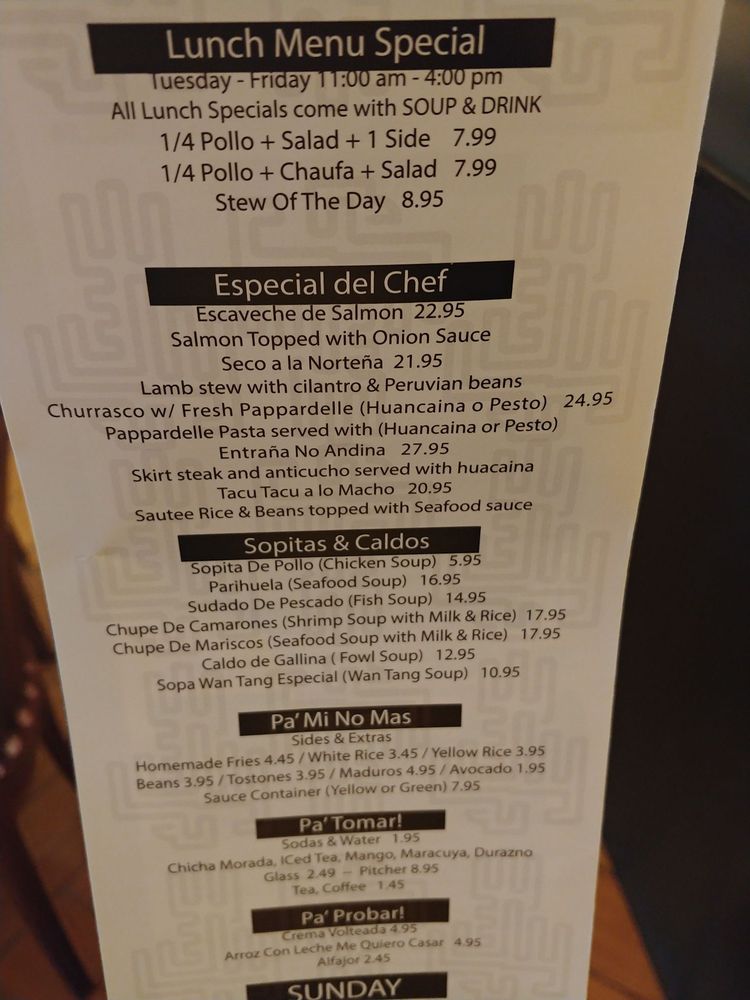 Lunch Menu Special
Tuesday - Friday 11:00 am - 4:00 pm
All Lunch Specials come with SOUP & DRINK
1/4 Pollo + Salad + 1 Side 7.99
1/4 Pollo + Chaufa + Salad 7.99
Stew Of The Day 8.95
Especial del Chef
Escaveche de Salmon 22.95
Salmon Topped with Onion Sauce
Seco a la Norteña 21.95
Lamb stew with cilantro & Peruvian beans
Churrasco w/ Fresh Pappardelle (Huancaina o Pesto) 24.95
Pappardelle Pasta served with (Huancaina or Pesto)
Entraña No Andina 27.95
Skirt steak and anticucho served with huacaina
Tacu Tacu a lo Macho 20.95
Sautee Rice & Beans topped with Seafood sauce
Sopitas & Caldos
Sopita De Pollo (Chicken Soup) 5.95
Parihuela (Seafood Soup) 16.95
Sudado De Pescado (Fish Soup) 14.95
Chupe De Camarones (Shrimp Soup with Milk & Rice) 17.95
Chupe De Mariscos (Seafood Soup with Milk & Rice) 17.95
Caldo de Gallina ( Fowl Soup) 12.95
Sopa Wan Tang Especial (Wan Tang Soup) 10.95
Pa' Mi No Mas
Sides & Extras
Homemade Fries 4.45 / White Rice 3.45 / Yellow Rice 3.95
Beans 3.95 / Tostones 3.95 / Maduros 4.95 / Avocado 1.95
Sauce Container (Yellow or Green) 7.95
Pa' Tomar!
Sodas & Water 1.95
Chicha Morada, ICed Tea, Mango, Maracuya, Durazno
Glass 2.49 — Pitcher 8.95
Tea, Coffee 1.45
Pa' Probar!
Crema Volteada 4.95
Arroz Con Leche Me Quiero Casar 4.95
Alfajor 2.45
SUNDAY